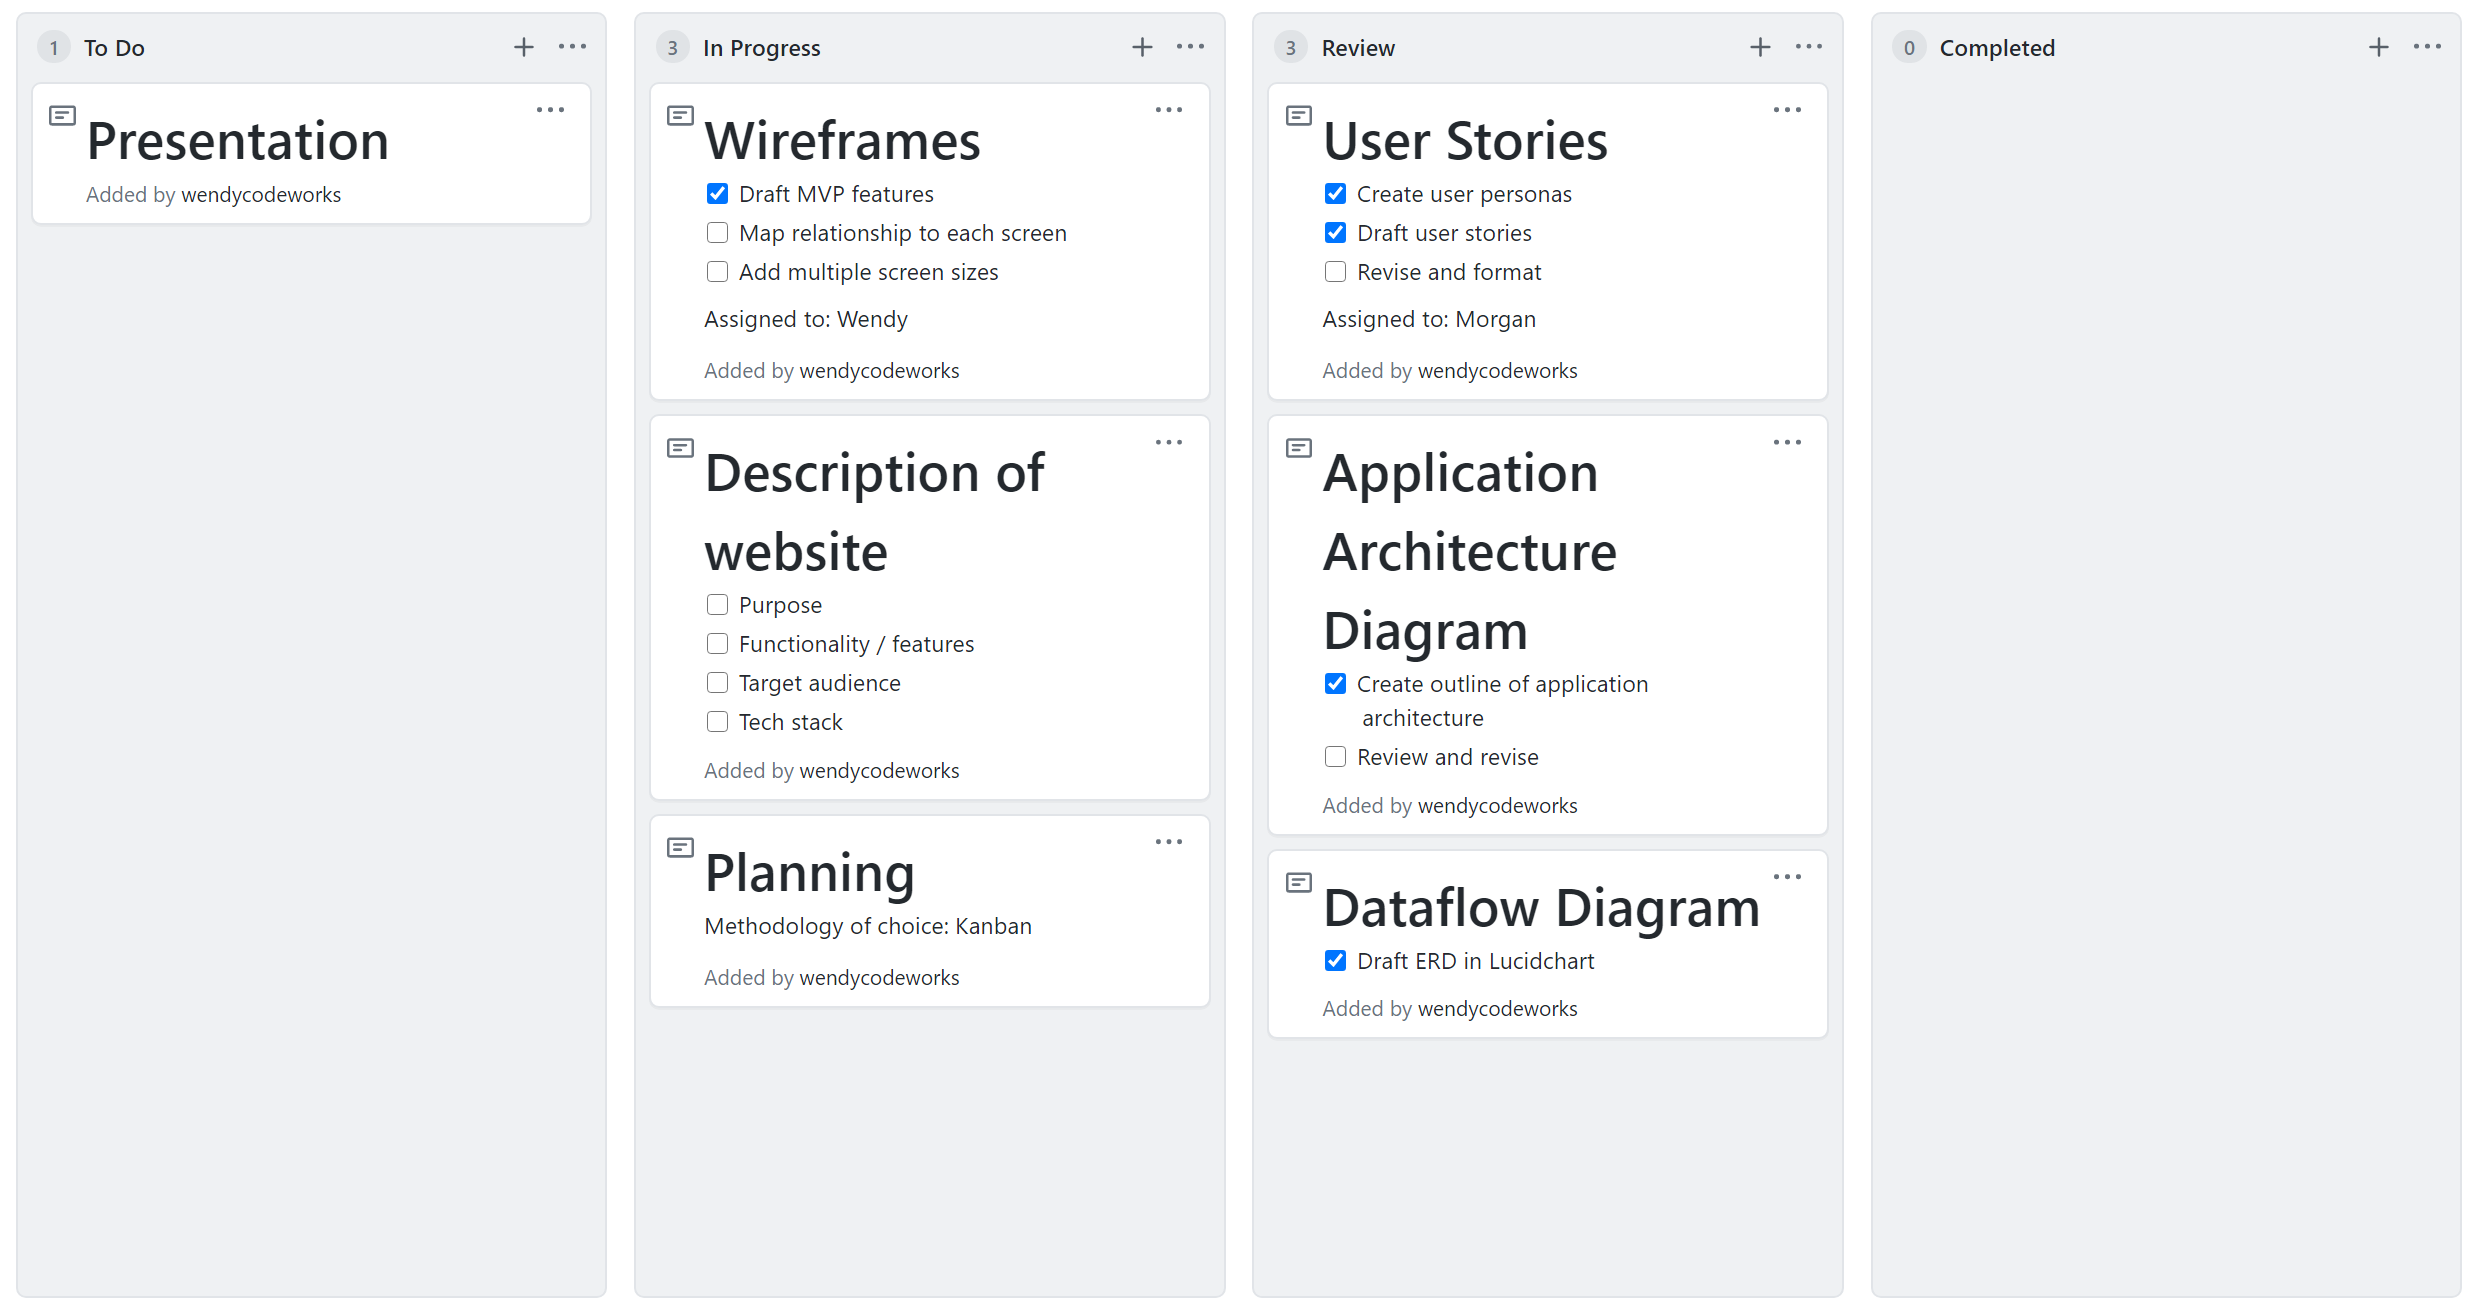 1 To Do
Presentation
Added by wendycodeworks
3 In Progress
Wireframes
Draft MVP features
Map relationship to each screen
Add multiple screen sizes
Assigned to: Wendy
Added by wendycodeworks
Description of
website
Purpose
Functionality / features
Target audience
Tech stack
Added by wendycodeworks
Planning
Methodology of choice: Kanban
Added by wendycodeworks
3 Review
User Stories
Create user personas
Draft user stories
Revise and format
Assigned to: Morgan
Added by wendycodeworks
Application
Architecture
Diagram
Create outline of application
architecture
Review and revise
Added by wendycodeworks
Dataflow Diagram
Draft ERD in Lucidchart
Added by wendycodeworks
0 Completed